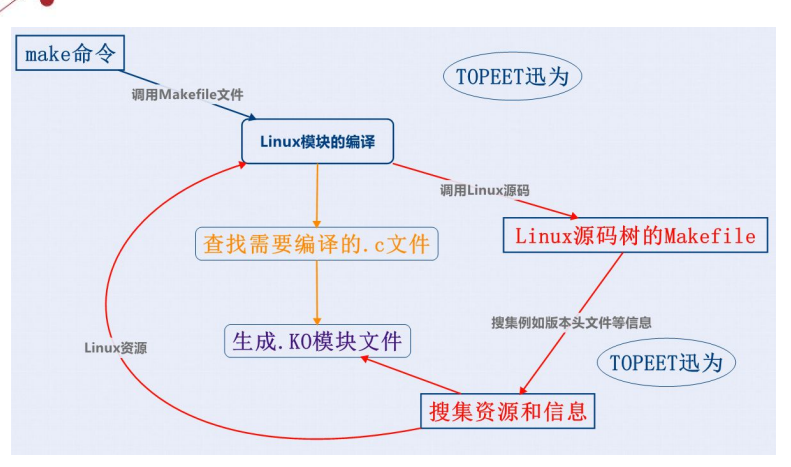 make命令
TOPEET迅为
调用Makefile文件
Linux模块的编译
调用Linux源码
查找需要编译的.c文件
Linux源码树的Makefile
搜集例如版本头文件等信息
生成.KO模块文件
Linux资源
TOPEET迅为
搜集资源和信息